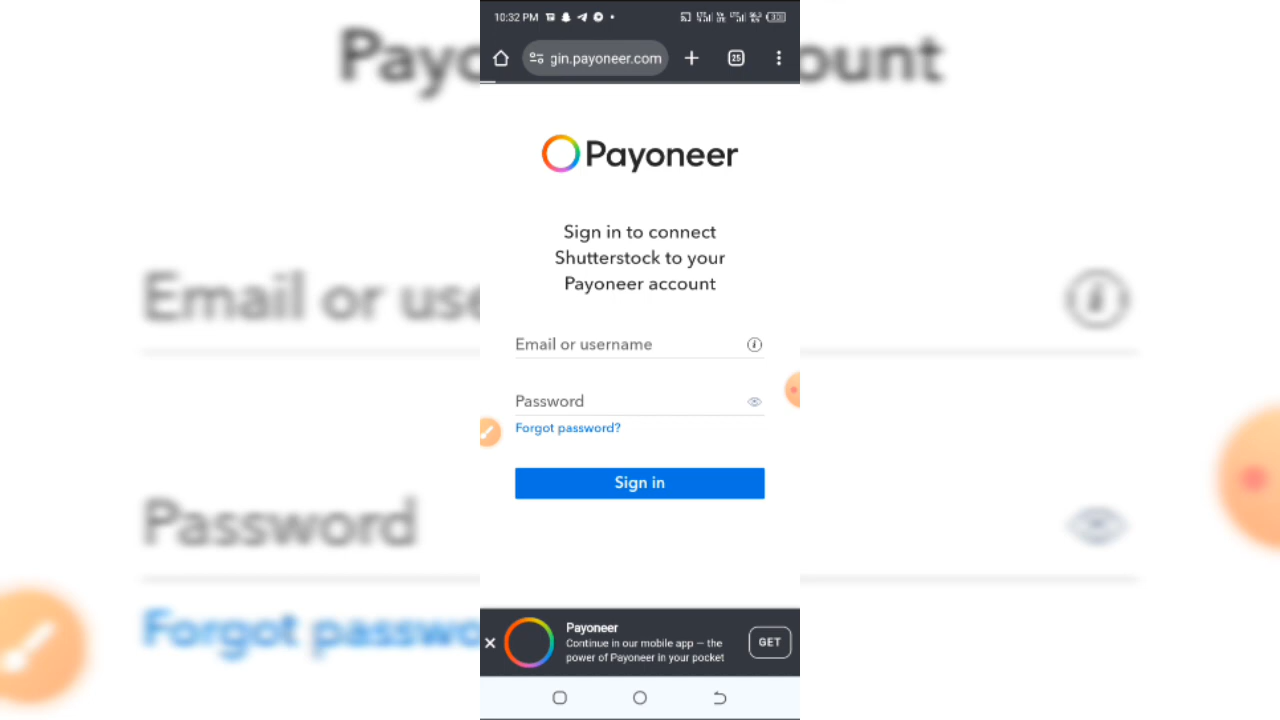 10:32 PM
gin.payoneer.com
25
Payoneer
Sign in to connect
Shutterstock to your
Payoneer account
Email or username
Password
Forgot password?
Sign in
Payoneer
Continue in our mobile app – the
power of Payoneer in your pocket
GET